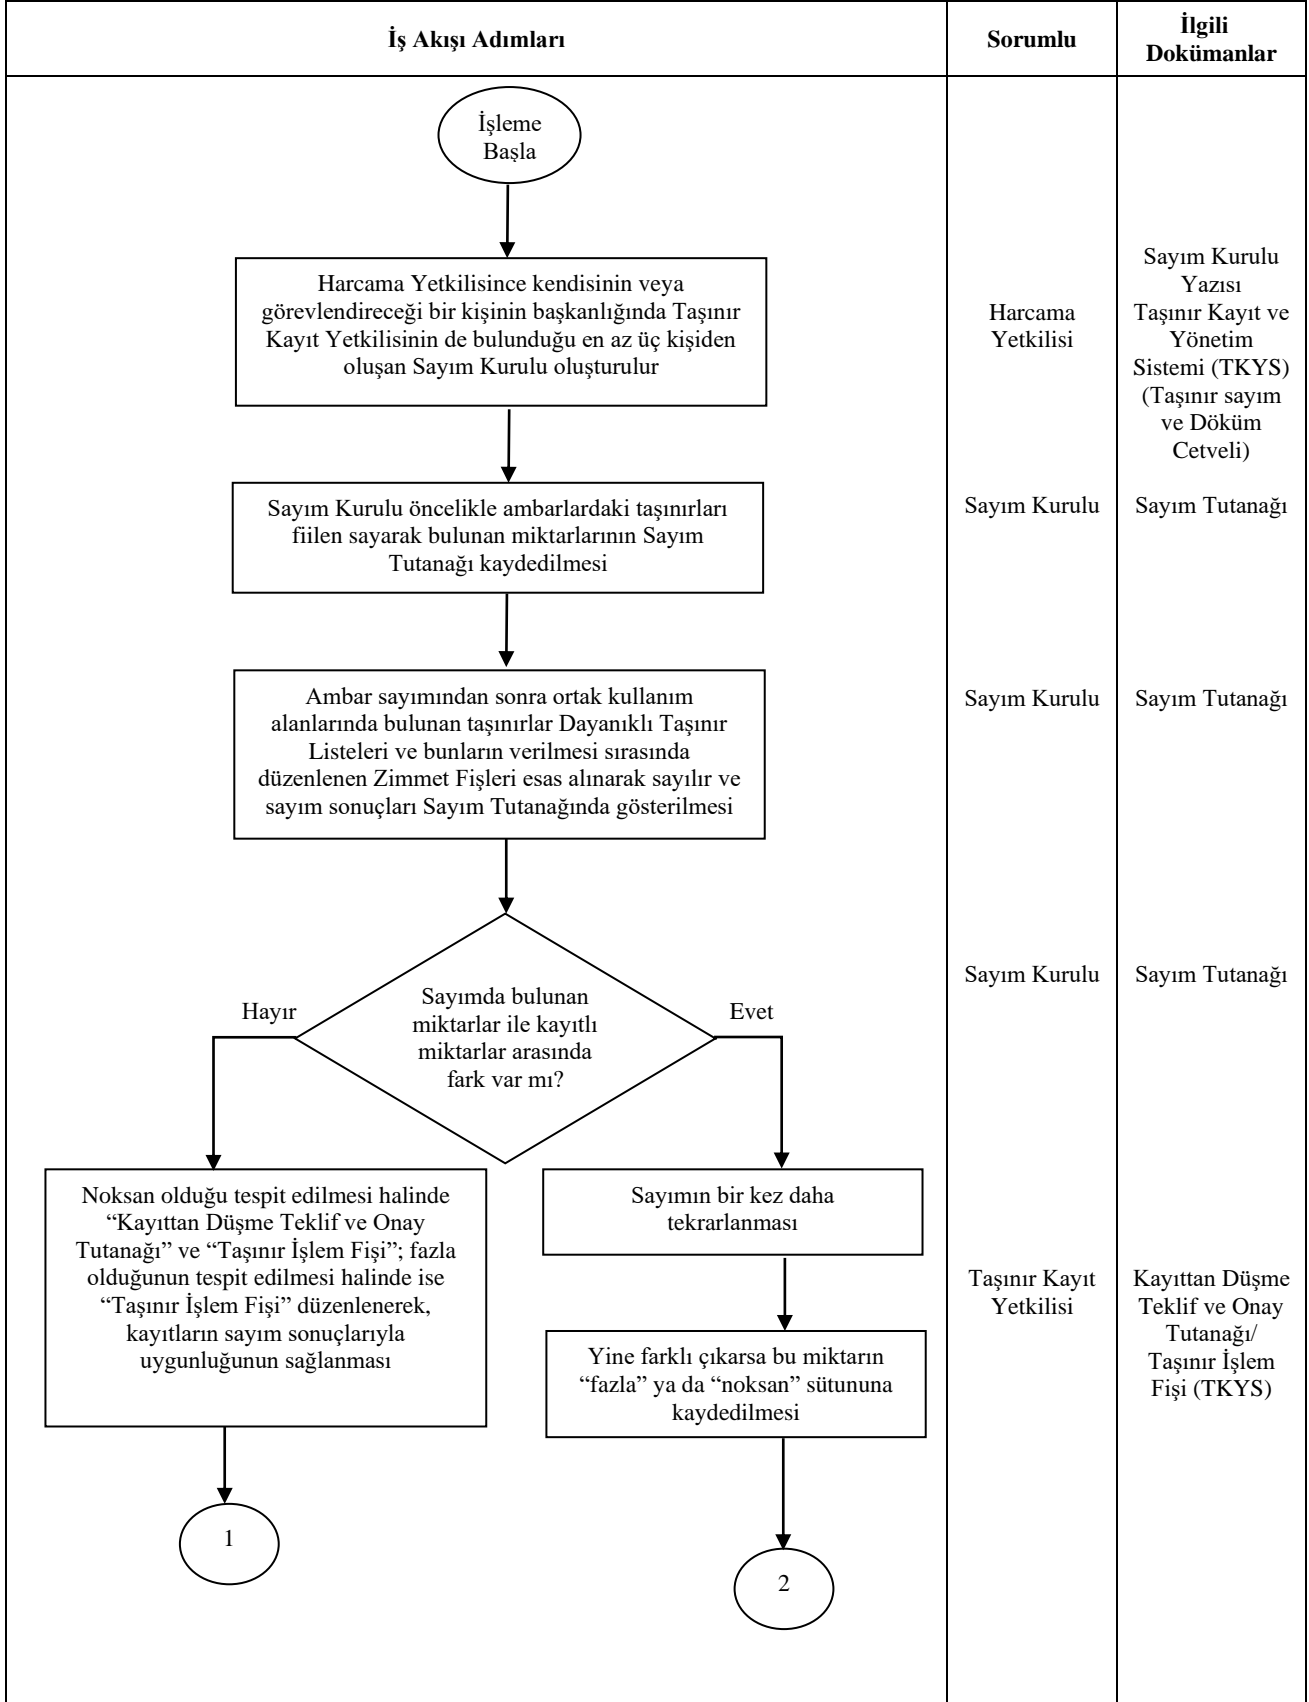 İş Akışı Adımları
Sorumlu
İlgili
Dokümanlar
İşleme
Başla
Harcama Yetkilisince kendisinin veya
görevlendireceği bir kişinin başkanlığında Taşınır
Kayıt Yetkilisinin de bulunduğu en az üç kişiden
oluşan Sayım Kurulu oluşturulur
Harcama
Yetkilisi
Sayım Kurulu
Yazısı
Taşınır Kayıt ve
Yönetim
Sistemi (TKYS)
(Taşınır sayım
ve Döküm
Cetveli)
Sayım Kurulu öncelikle ambarlardaki taşınırları
fiilen sayarak bulunan miktarlarının Sayım
Tutanağı kaydedilmesi
Sayım Kurulu
Sayım Tutanağı
Ambar sayımından sonra ortak kullanım
alanlarında bulunan taşınırlar Dayanıklı Taşınır
Listeleri ve bunların verilmesi sırasında
düzenlenen Zimmet Fişleri esas alınarak sayılır ve
sayım sonuçları Sayım Tutanağında gösterilmesi
Sayım Kurulu
Sayım Tutanağı
Sayımda bulunan
miktarlar ile kayıtlı
miktarlar arasında
fark var mı?
Hayır
Evet
Sayım Kurulu
Sayım Tutanağı
Noksan olduğu tespit edilmesi halinde
“Kayıttan Düşme Teklif ve Onay
Tutanağı” ve “Taşınır İşlem Fişi”; fazla
olduğunun tespit edilmesi halinde ise
“Taşınır İşlem Fişi” düzenlenerek,
kayıtların sayım sonuçlarıyla
uygunluğunun sağlanması
Sayımın bir kez daha
tekrarlanması
Yine farklı çıkarsa bu miktarın
“fazla” ya da “noksan” sütununa
kaydedilmesi
Taşınır Kayıt
Yetkilisi
Kayıttan Düşme
Teklif ve Onay
Tutanağı/
Taşınır İşlem
Fişi (TKYS)
1
2